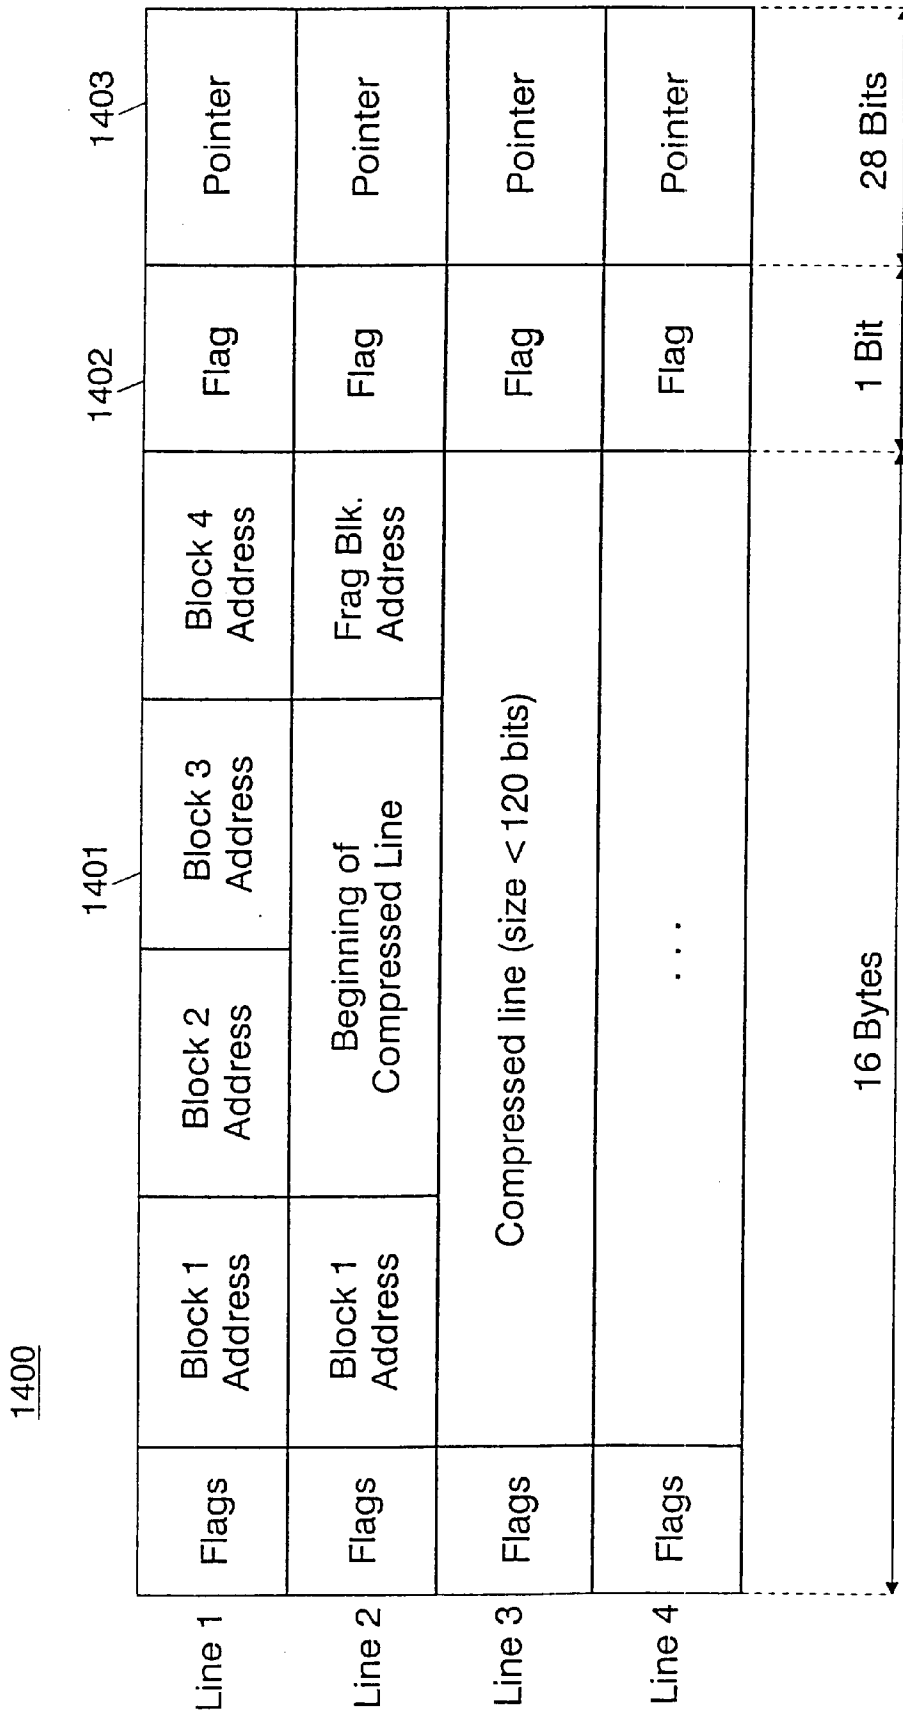 1400
1401
1402
1403
Line 1
Flags
Block 1
Address
Block 2
Address
Block 3
Address
Block 4
Address
Flag
Pointer
Line 2
Flags
Block 1
Address
Beginning of
Compressed Line
Frag Blk.
Address
Flag
Pointer
Line 3
Flags
Compressed line (size < 120 bits)
Flag
Pointer
Line 4
Flags
. . .
Flag
Pointer
16 Bytes
1 Bit
28 Bits